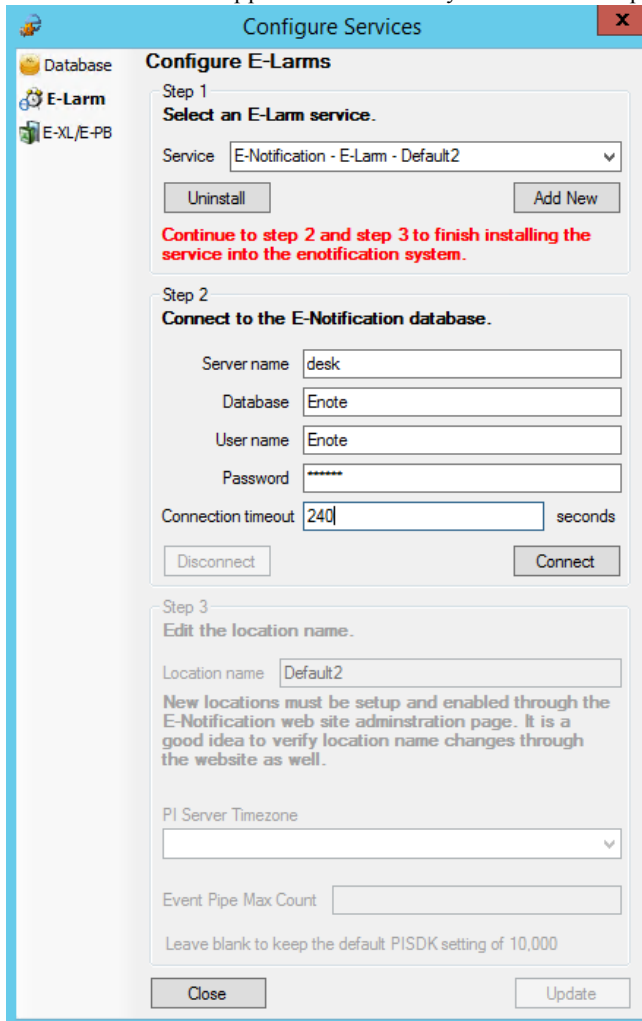 Configure Services
x
Database
E-Larm
E-XL/E-PB
Configure E-Larms
Step 1
Select an E-Larm service.
Service E-Notification - E-Larm - Default2
Uninstall Add New
Continue to step 2 and step 3 to finish installing the
service into the enotification system.
Step 2
Connect to the E-Notification database.
Server name desk
Database Enote
User name Enote
Password ******
Connection timeout 240 seconds
Disconnect Connect
Step 3
Edit the location name.
Location name Default2
New locations must be setup and enabled through the
E-Notification web site adminstration page. It is a
good idea to verify location name changes through
the website as well.
PI Server Timezone
Event Pipe Max Count
Leave blank to keep the default PISDK setting of 10,000
Close Update